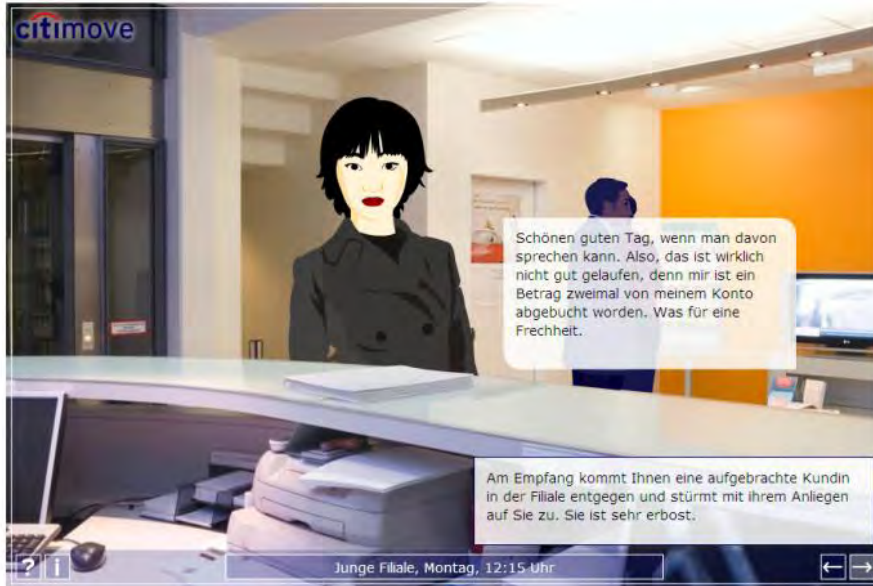 citimove
Schönen guten Tag, wenn man davon
sprechen kann. Also, das ist wirklich
nicht gut gelaufen, denn mir ist ein
Betrag zweimal von meinem Konto
abgebucht worden. Was für eine
Frechheit.
Am Empfang kommt Ihnen eine aufgebrachte Kundin
in der Filiale entgegen und stürmt mit ihrem Anliegen
auf Sie zu. Sie ist sehr erbost.
? i Junge Filiale, Montag, 12:15 Uhr ← →